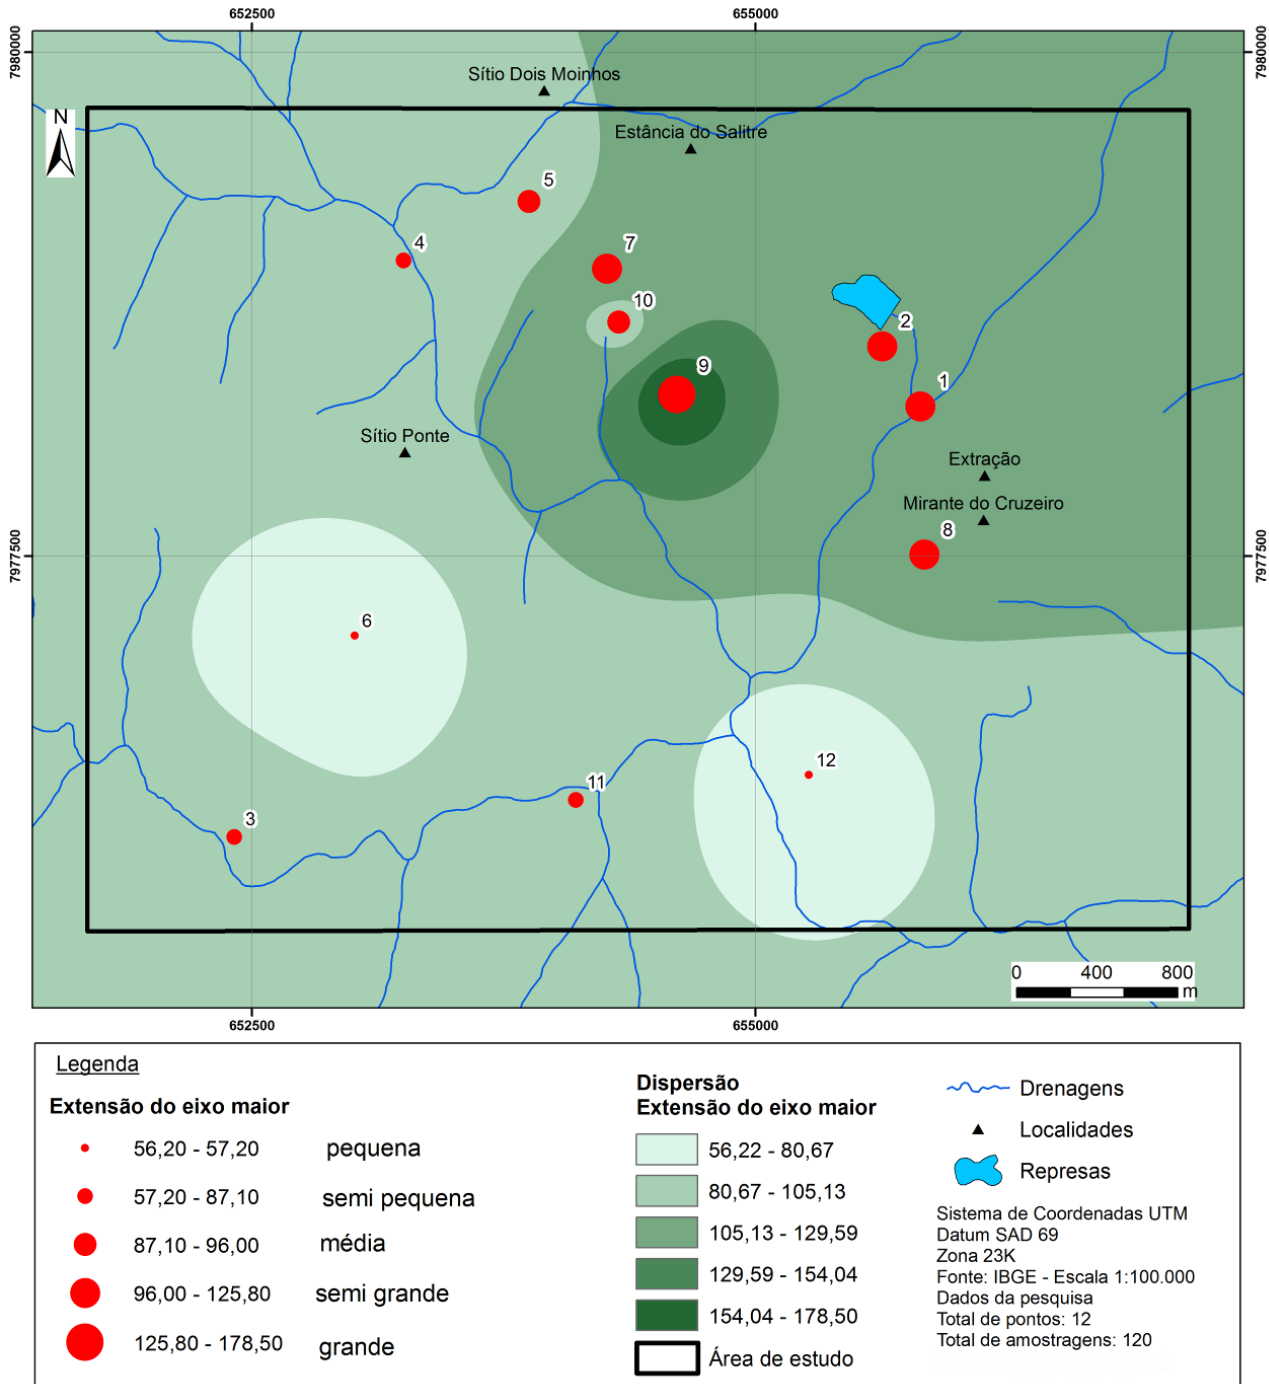 652500
655000
7980000
7980000
Sítio Dois Moinhos
N
Estância do Salitre
5
4
7
10
2
9
1
Sítio Ponte
Extração
Mirante do Cruzeiro
8
7977500
7977500
6
12
11
3
0 400 800
m
652500
655000
Legenda
Extensão do eixo maior
56,20 - 57,20 pequena
57,20 - 87,10 semi pequena
87,10 - 96,00 média
96,00 - 125,80 semi grande
125,80 - 178,50 grande
Dispersão
Extensão do eixo maior
56,22 - 80,67
80,67 - 105,13
105,13 - 129,59
129,59 - 154,04
154,04 - 178,50
Área de estudo
Drenagens
Localidades
Represas
Sistema de Coordenadas UTM
Datum SAD 69
Zona 23K
Fonte: IBGE - Escala 1:100.000
Dados da pesquisa
Total de pontos: 12
Total de amostragens: 120